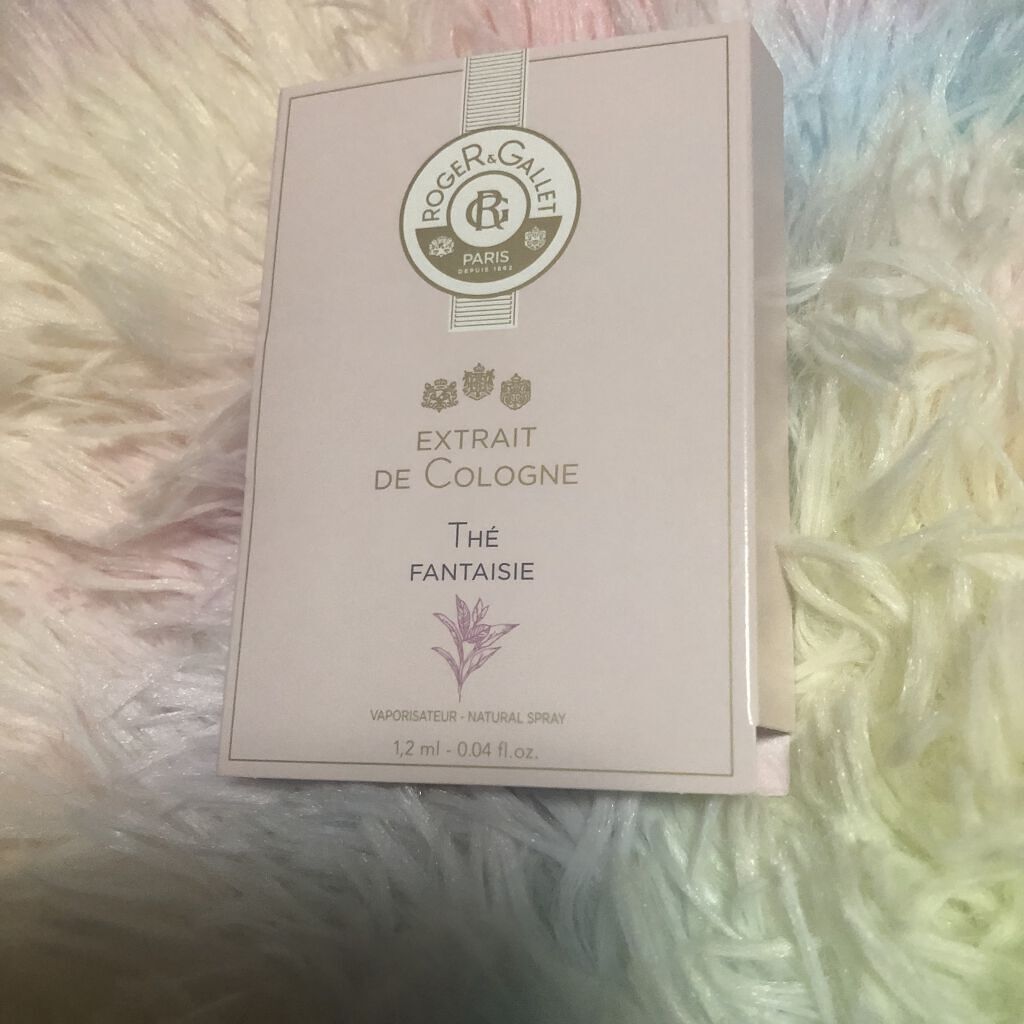 ROGER & GALLET
RG
PARIS
DEPUIS 1862
EXTRAIT
DE COLOGNE
THÉ
FANTAISIE
VAPORISATEUR - NATURAL SPRAY
1,2 ml - 0.04 fl.oz.